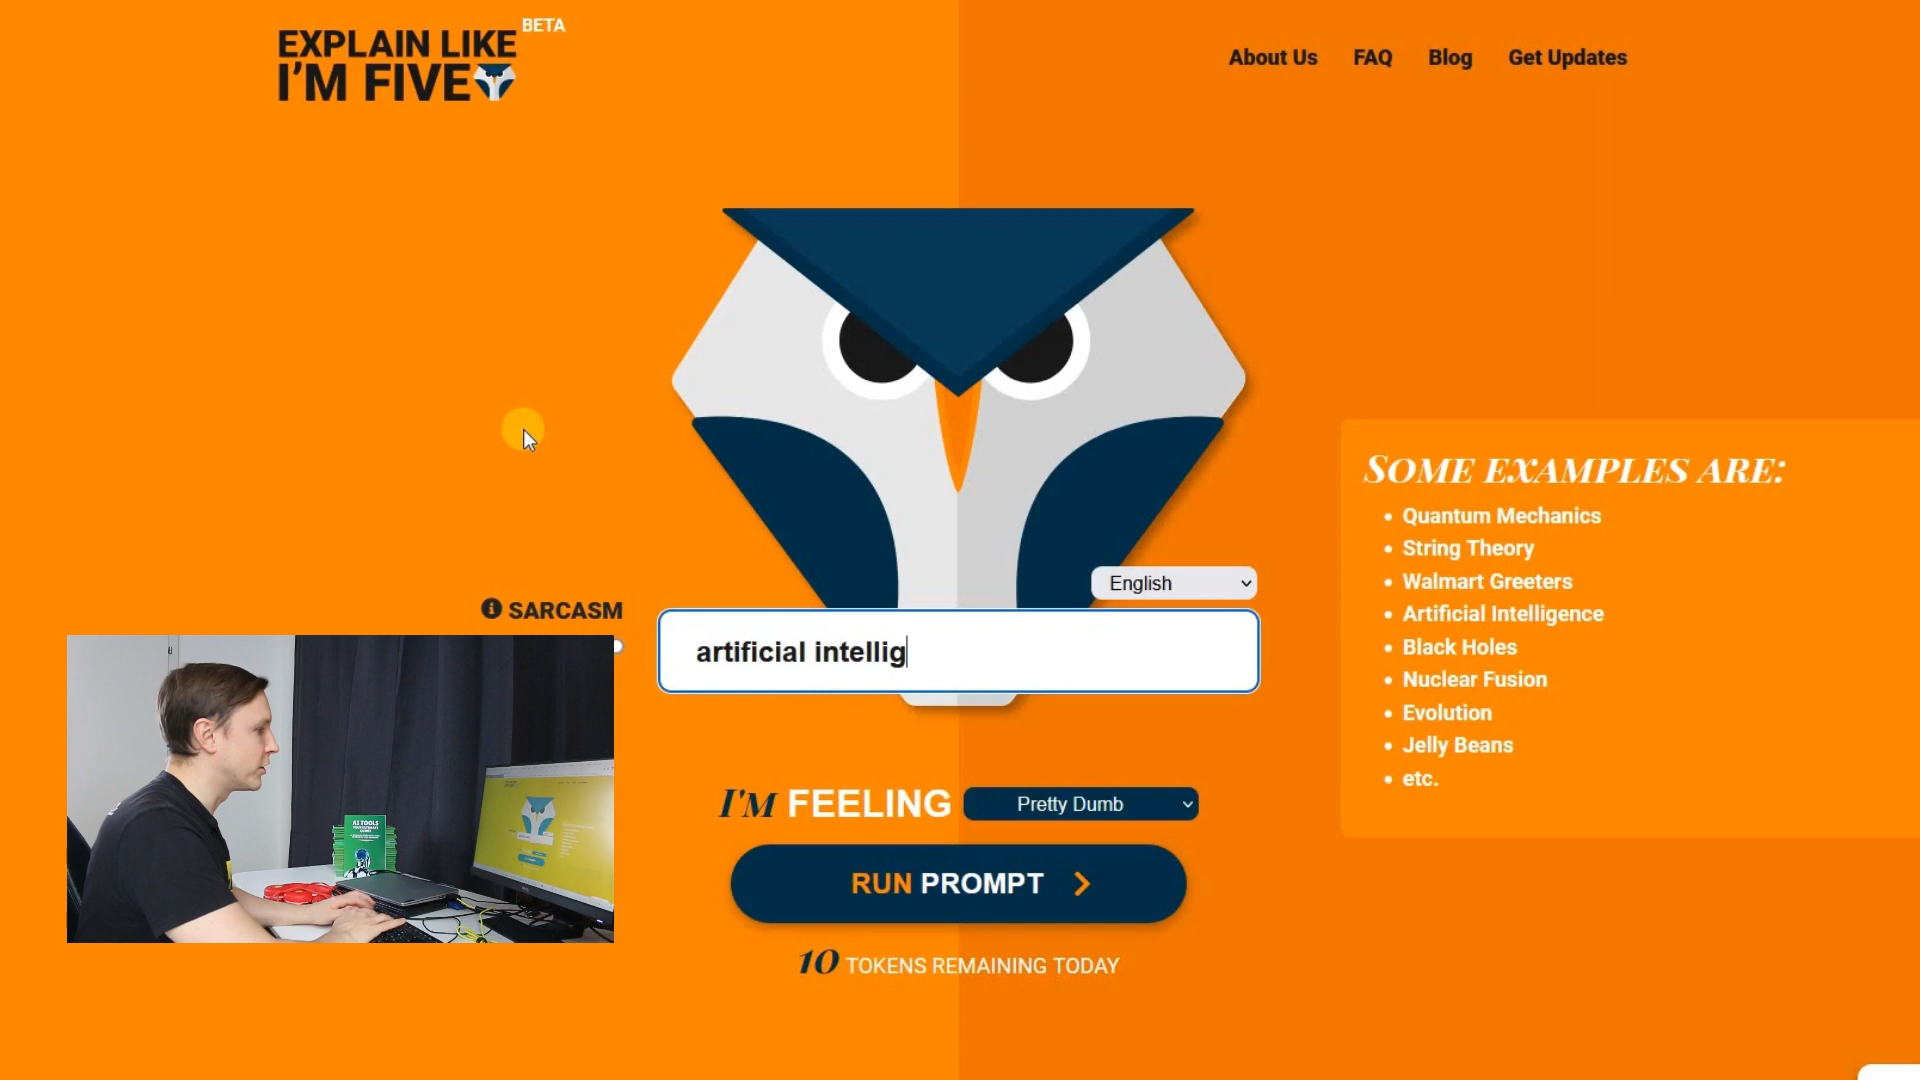 EXPLAIN LIKE
I'M FIVE
BETA
About Us
FAQ
Blog
Get Updates
SOME EXAMPLES ARE:
Quantum Mechanics
String Theory
Walmart Greeters
Artificial Intelligence
Black Holes
Nuclear Fusion
Evolution
Jelly Beans
etc.
English
SARCASM
artificial intellig
I'M FEELING
Pretty Dumb
RUN PROMPT
10 TOKENS REMAINING TODAY
AI TOOLS